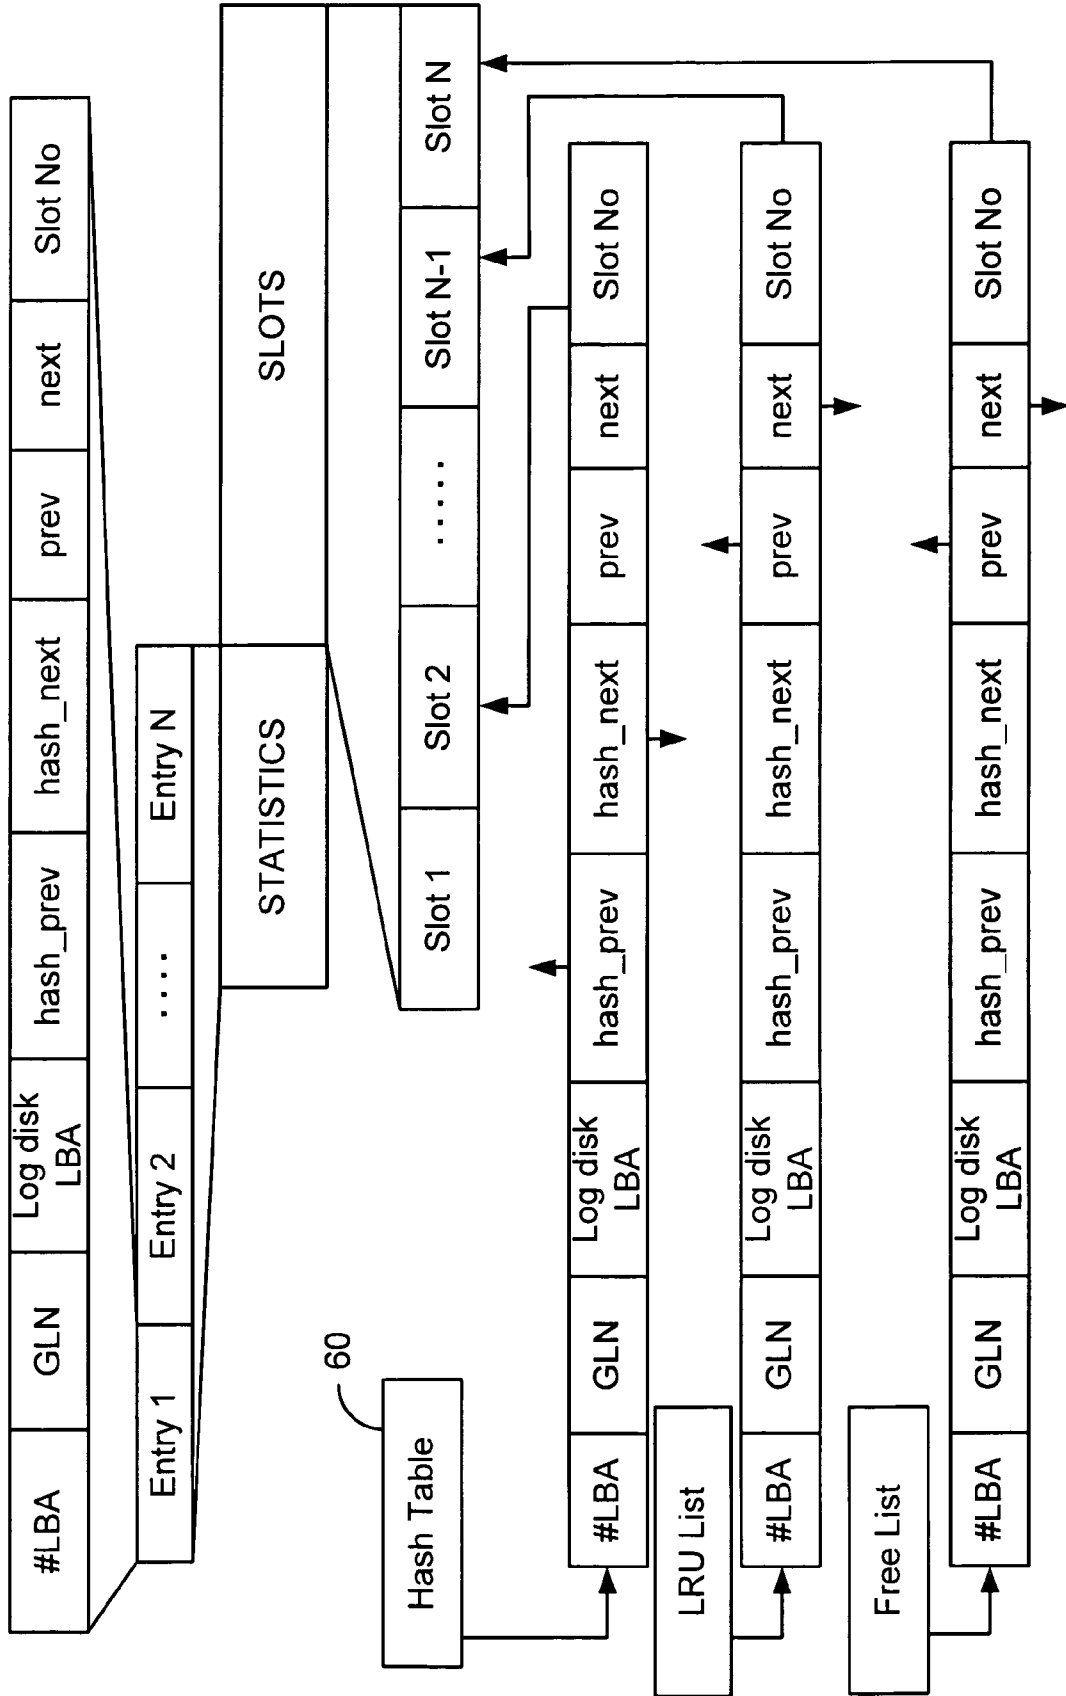 #LBA GLN Log disk LBA hash_prev hash_next prev next Slot No
Entry 1 Entry 2 .... Entry N
STATISTICS SLOTS
Slot 1 Slot 2 ..... Slot N-1 Slot N
60
Hash Table
#LBA GLN Log disk LBA hash_prev hash_next prev next Slot No
LRU List
#LBA GLN Log disk LBA hash_prev hash_next prev next Slot No
Free List
#LBA GLN Log disk LBA hash_prev hash_next prev next Slot No